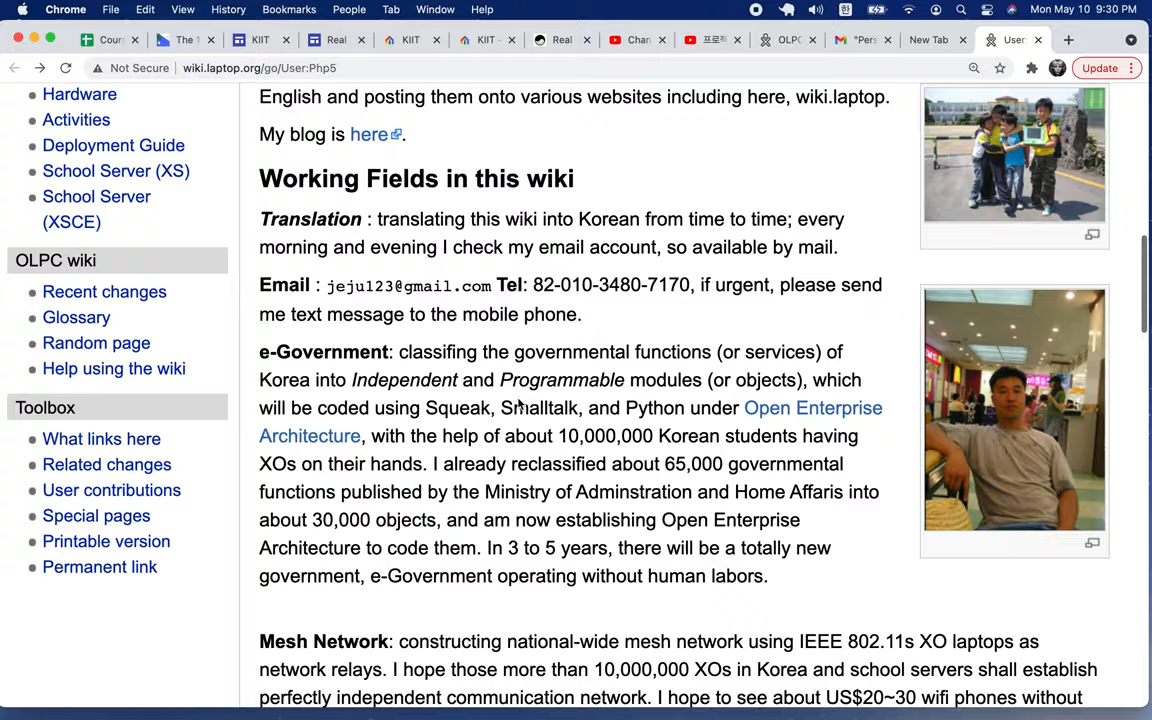 Chrome File Edit View History Bookmarks People Tab Window Help 한 Mon May 10 9:30 PM
Cours The 1 KIIT Real KIIT KIIT - Real Chan 프로젝 OLPC "Pers New Tab User:
Not Secure wiki.laptop.org/go/User:Php5 Update
Hardware
Activities
Deployment Guide
School Server (XS)
School Server
(XSCE)
OLPC wiki
Recent changes
Glossary
Random page
Help using the wiki
Toolbox
What links here
Related changes
User contributions
Special pages
Printable version
Permanent link
English and posting them onto various websites including here, wiki.laptop.
My blog is here.
Working Fields in this wiki
Translation : translating this wiki into Korean from time to time; every
morning and evening I check my email account, so available by mail.
Email : jeju123@gmail.com Tel: 82-010-3480-7170, if urgent, please send
me text message to the mobile phone.
e-Government: classifing the governmental functions (or services) of
Korea into Independent and Programmable modules (or objects), which
will be coded using Squeak, Smalltalk, and Python under Open Enterprise
Architecture, with the help of about 10,000,000 Korean students having
XOs on their hands. I already reclassified about 65,000 governmental
functions published by the Ministry of Adminstration and Home Affaris into
about 30,000 objects, and am now establishing Open Enterprise
Architecture to code them. In 3 to 5 years, there will be a totally new
government, e-Government operating without human labors.
Mesh Network: constructing national-wide mesh network using IEEE 802.11s XO laptops as
network relays. I hope those more than 10,000,000 XOs in Korea and school servers shall establish
perfectly independent communication network. I hope to see about US$20~30 wifi phones without